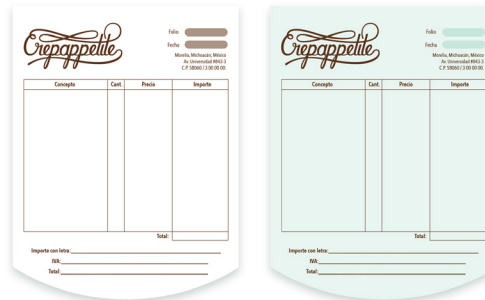 Crepappetite
Folio
Fecha
Morelia, Michoacán, México
Av. Universidad #843-3
C.P. 58060 / 3 00 00 00.
Concepto Cant. Precio Importe
Total:
Importe con letra:
IVA:
Total:
Crepappetite
Folio
Fecha
Morelia, Michoacán, México
Av. Universidad #843-3
C.P. 58060 / 3 00 00 00.
Concepto Cant. Precio Importe
Total:
Importe con letra:
IVA:
Total: